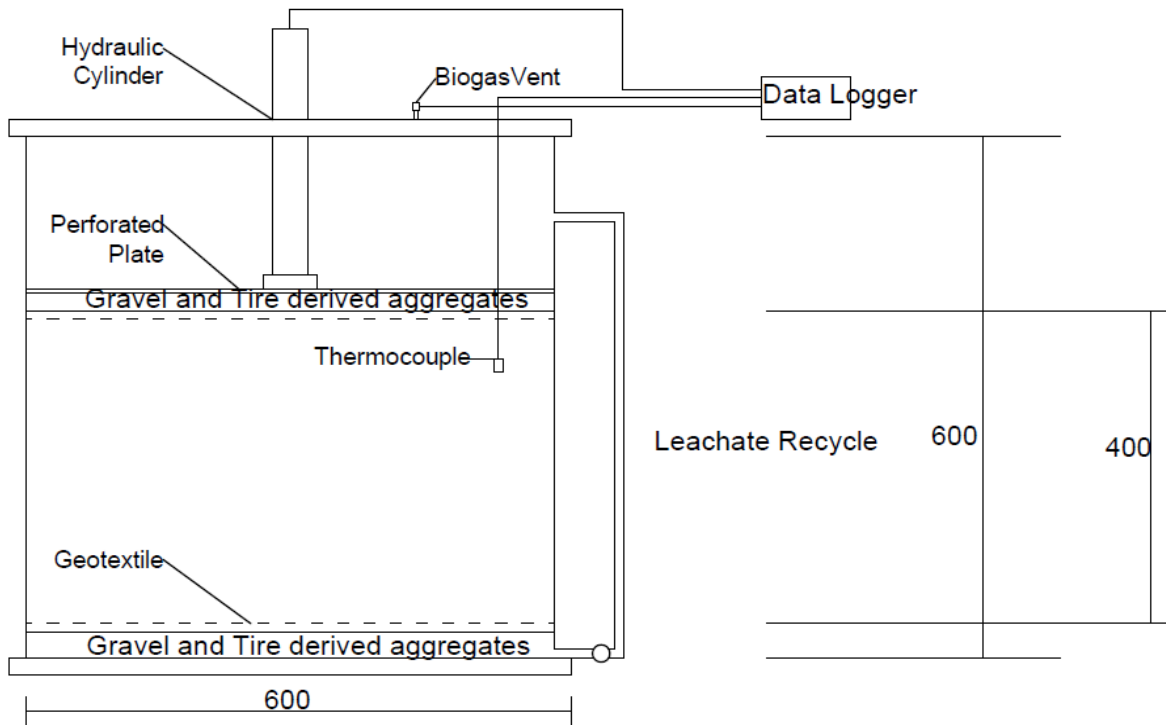 Hydraulic
Cylinder
BiogasVent
Data Logger
Perforated
Plate
Gravel and Tire derived aggregates
Thermocouple
Leachate Recycle
600
400
Geotextile
Gravel and Tire derived aggregates
600